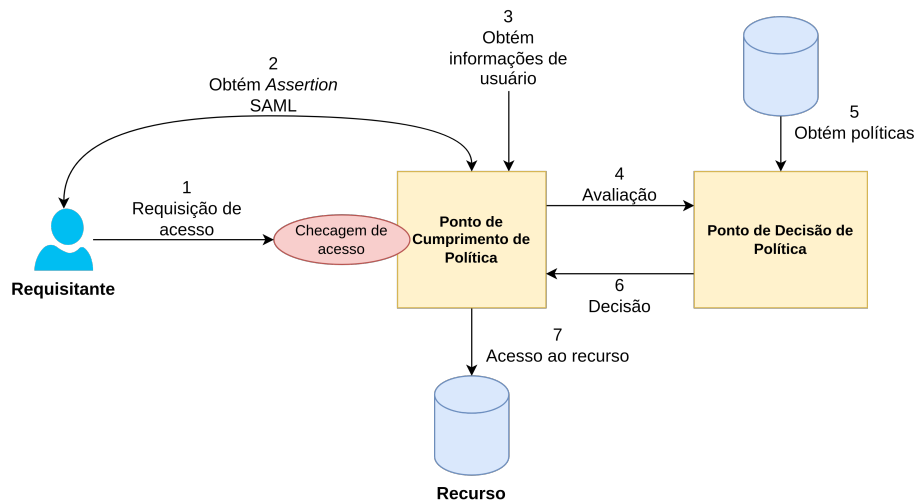 3
Obtém
informações de
usuário
2
Obtém Assertion
SAML
5
Obtém políticas
1
Requisição de
acesso
4
Avaliação
Checagem de
acesso
Ponto de
Cumprimento de
Política
Ponto de Decisão de
Política
Requisitante
6
Decisão
7
Acesso ao recurso
Recurso